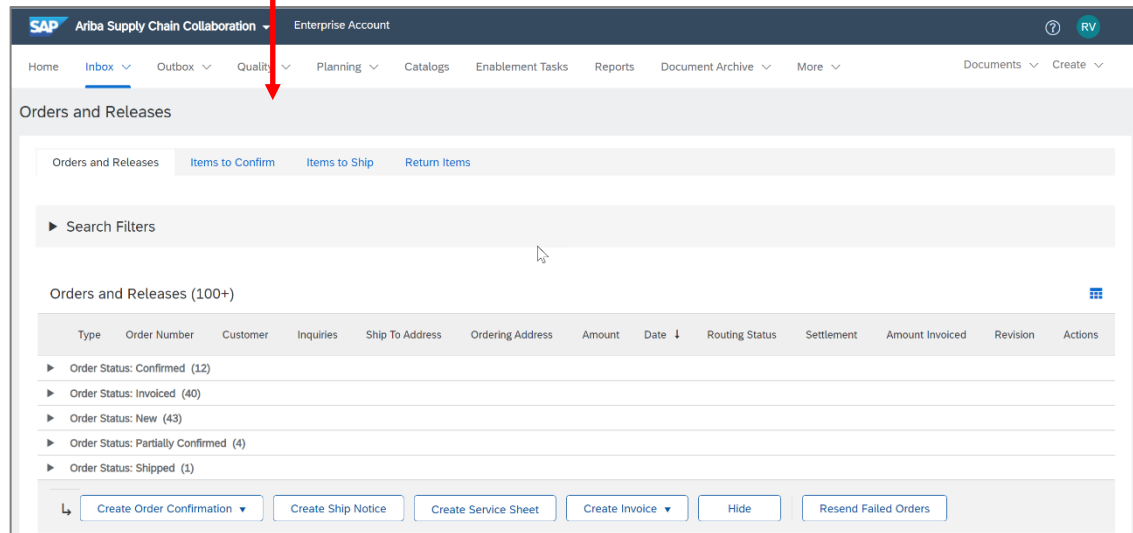 SAP Ariba Supply Chain Collaboration Enterprise Account ? RV
Home Inbox Outbox Quality Planning Catalogs Enablement Tasks Reports Document Archive More Documents Create
Orders and Releases
Orders and Releases Items to Confirm Items to Ship Return Items
Search Filters
Orders and Releases (100+)
Type Order Number Customer Inquiries Ship To Address Ordering Address Amount Date ↓ Routing Status Settlement Amount Invoiced Revision Actions
Order Status: Confirmed (12)
Order Status: Invoiced (40)
Order Status: New (43)
Order Status: Partially Confirmed (4)
Order Status: Shipped (1)
Create Order Confirmation Create Ship Notice Create Service Sheet Create Invoice Hide Resend Failed Orders